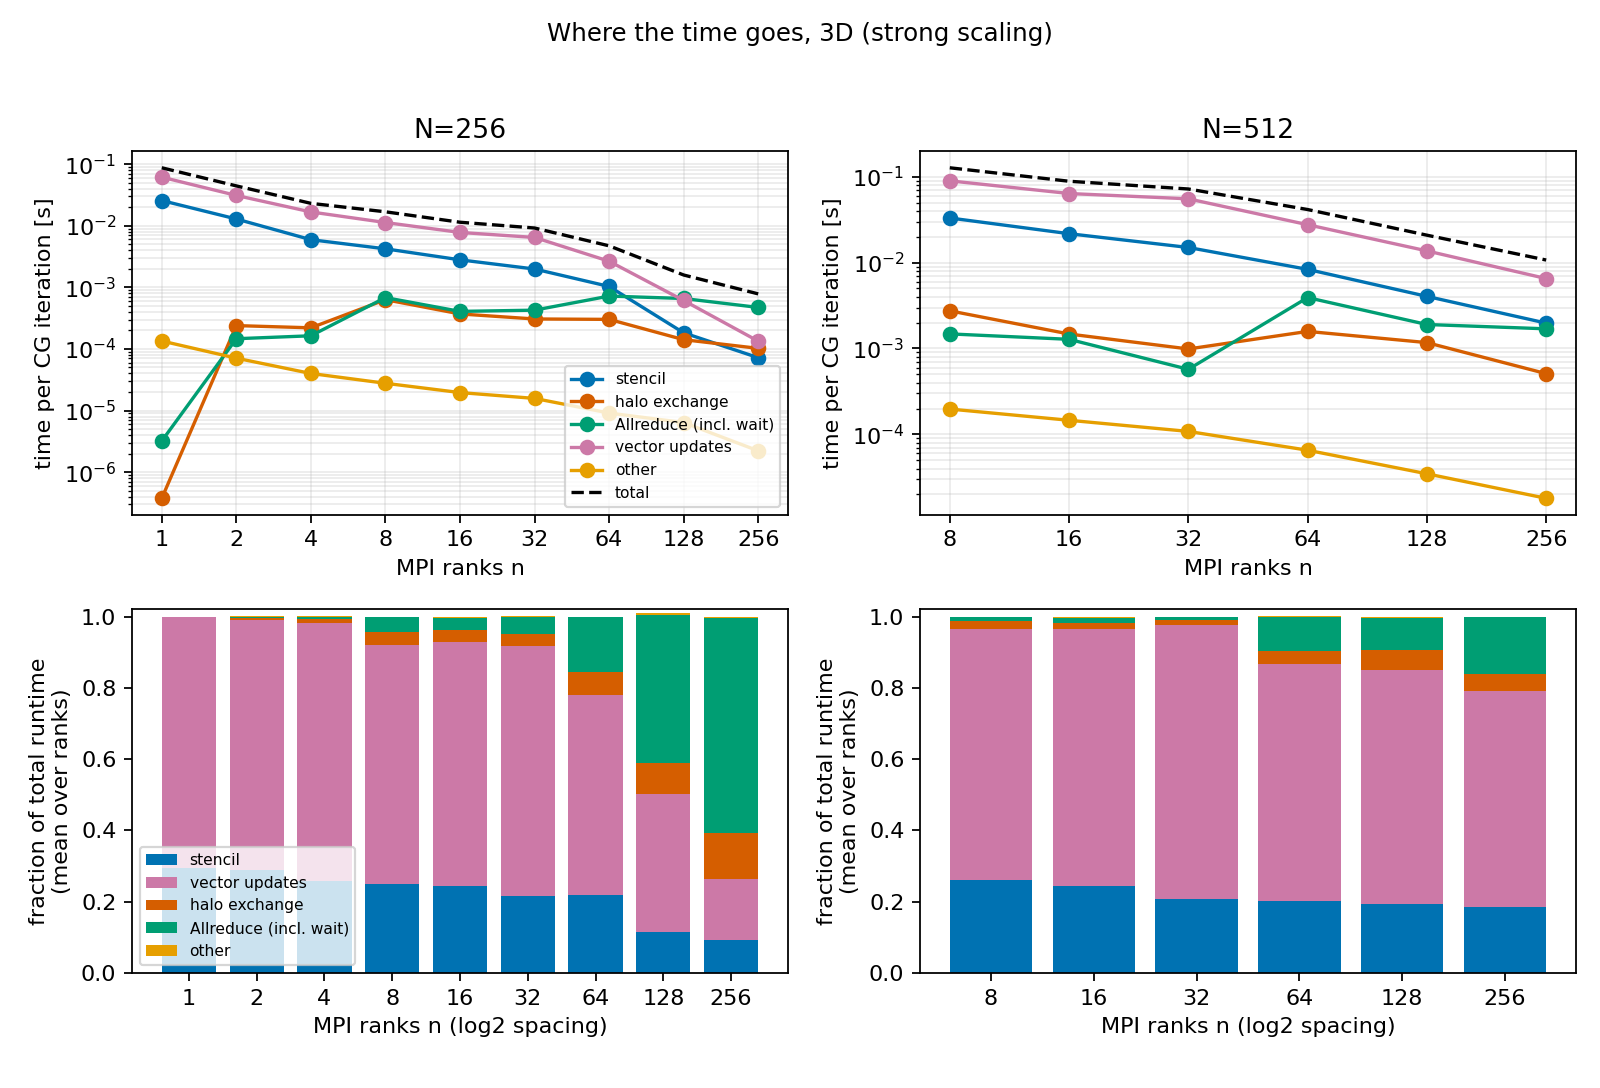 Where the time goes, 3D (strong scaling)
N=256
time per CG iteration [s]
10⁻¹
10⁻²
10⁻³
10⁻⁴
10⁻⁵
10⁻⁶
stencil
halo exchange
Allreduce (incl. wait)
vector updates
other
total
1 2 4 8 16 32 64 128 256
MPI ranks n
N=512
time per CG iteration [s]
10⁻¹
10⁻²
10⁻³
10⁻⁴
8 16 32 64 128 256
MPI ranks n
fraction of total runtime
(mean over ranks)
1.0
0.8
0.6
0.4
0.2
0.0
stencil
vector updates
halo exchange
Allreduce (incl. wait)
other
1 2 4 8 16 32 64 128 256
MPI ranks n (log2 spacing)
fraction of total runtime
(mean over ranks)
1.0
0.8
0.6
0.4
0.2
0.0
8 16 32 64 128 256
MPI ranks n (log2 spacing)